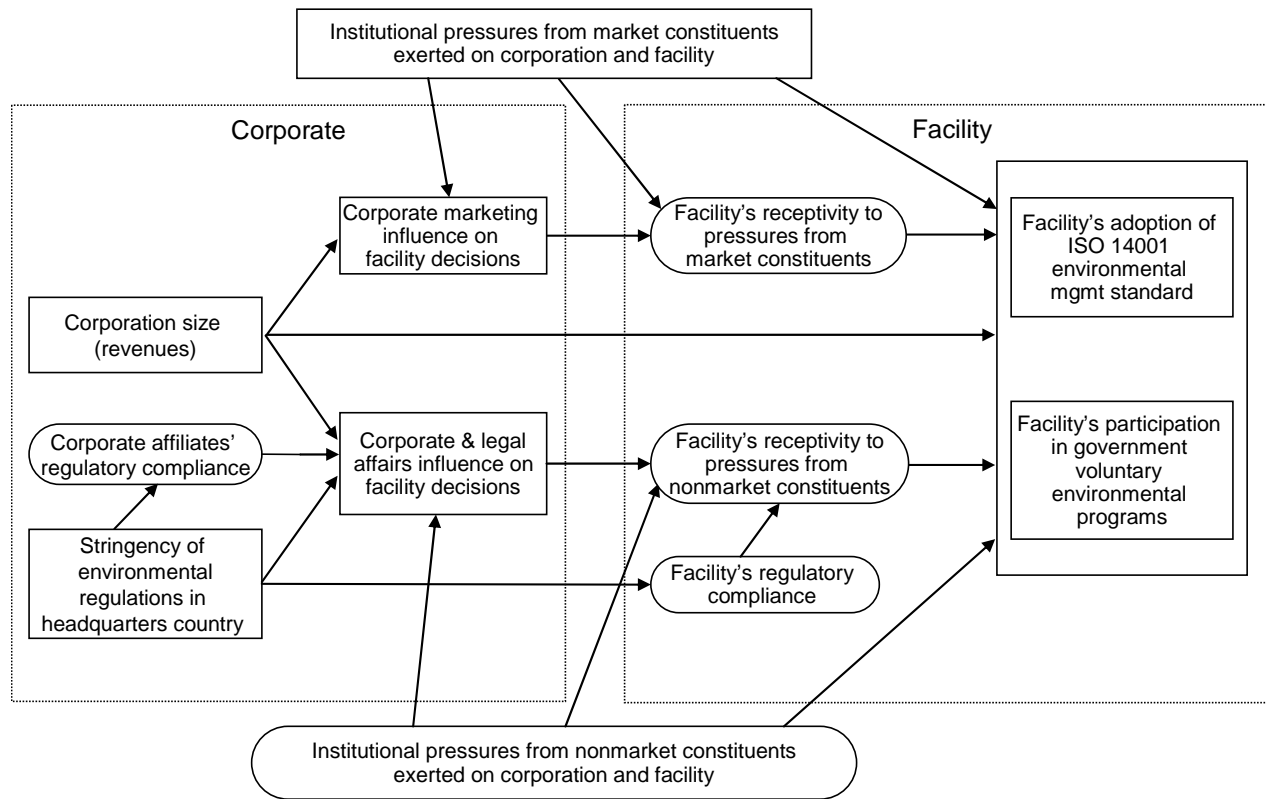 Institutional pressures from market constituents
exerted on corporation and facility
Corporate
Facility
Corporate marketing
influence on
facility decisions
Facility’s receptivity to
pressures from
market constituents
Facility’s adoption of
ISO 14001
environmental
mgmt standard
Corporation size
(revenues)
Corporate affiliates’
regulatory compliance
Corporate & legal
affairs influence on
facility decisions
Facility’s receptivity to
pressures from
nonmarket constituents
Facility’s participation
in government
voluntary
environmental
programs
Stringency of
environmental
regulations in
headquarters country
Facility’s regulatory
compliance
Institutional pressures from nonmarket constituents
exerted on corporation and facility